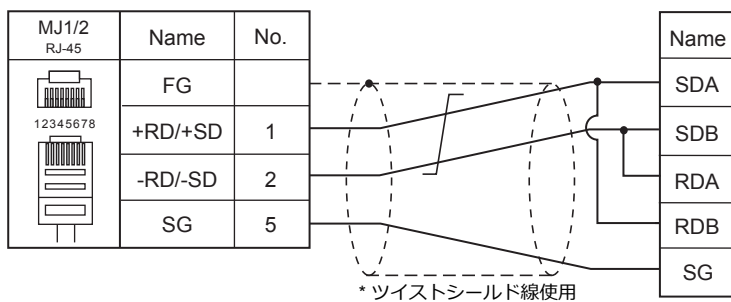 MJ1/2
RJ-45
Name
No.
Name
FG
SDA
12345678
+RD/+SD
1
SDB
-RD/-SD
2
RDA
SG
5
RDB
SG
* ツイストシールド線使用